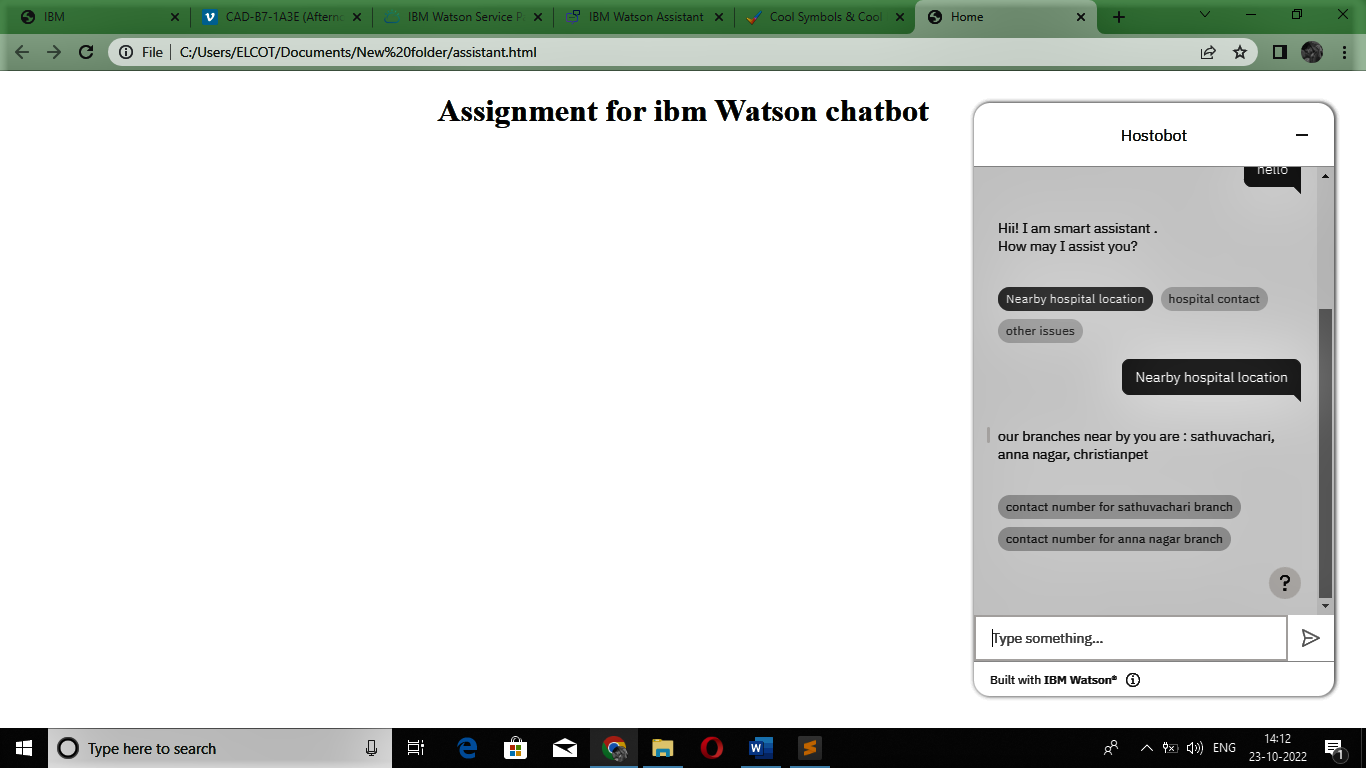 IBM
CAD-B7-1A3E (Afterno
IBM Watson Service P
IBM Watson Assistant
Cool Symbols & Cool
Home
File
C:/Users/ELCOT/Documents/New%20folder/assistant.html
Assignment for ibm Watson chatbot
Hostobot
hello
Hii! I am smart assistant .
How may I assist you?
Nearby hospital location
hospital contact
other issues
Nearby hospital location
our branches near by you are : sathuvachari,
anna nagar, christianpet
contact number for sathuvachari branch
contact number for anna nagar branch
?
Type something...
Built with IBM Watson®
Type here to search
ENG
14:12
23-10-2022
1